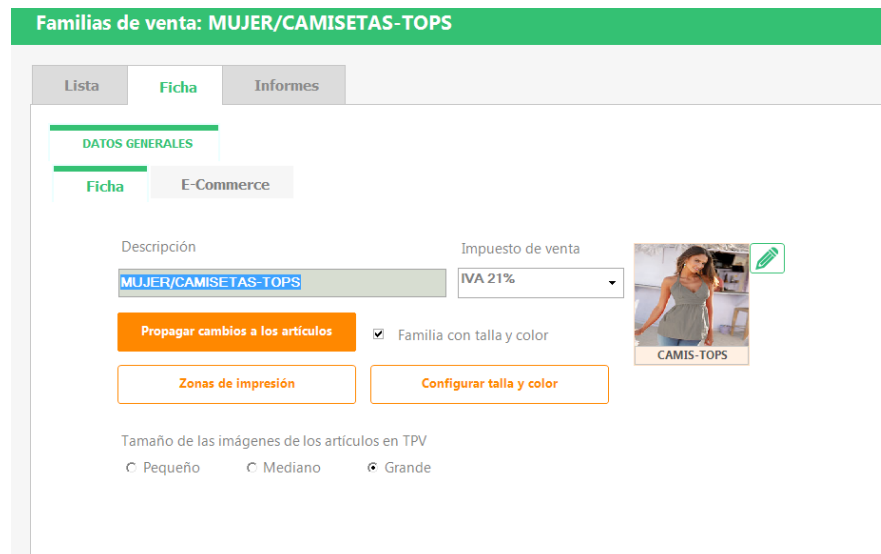 Familias de venta: MUJER/CAMISETAS-TOPS
Lista
Ficha
Informes
DATOS GENERALES
Ficha
E-Commerce
Descripción
Impuesto de venta
MUJER/CAMISETAS-TOPS
IVA 21%
Propagar cambios a los artículos
Familia con talla y color
CAMIS-TOPS
Zonas de impresión
Configurar talla y color
Tamaño de las imágenes de los artículos en TPV
Pequeño
Mediano
Grande